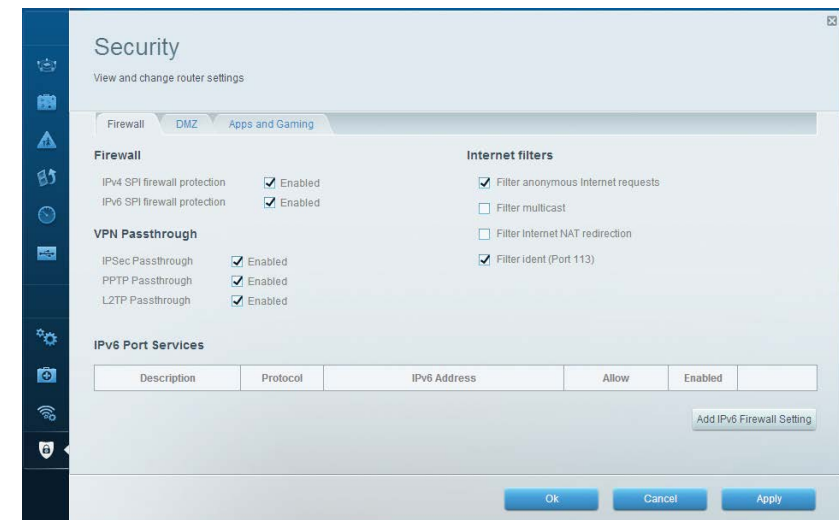 Security
View and change router settings
Firewall DMZ Apps and Gaming
Firewall
IPv4 SPI firewall protection Enabled
IPv6 SPI firewall protection Enabled
VPN Passthrough
IPSec Passthrough Enabled
PPTP Passthrough Enabled
L2TP Passthrough Enabled
Internet filters
Filter anonymous Internet requests
Filter multicast
Filter Internet NAT redirection
Filter ident (Port 113)
IPv6 Port Services
Description Protocol IPv6 Address Allow Enabled
Add IPv6 Firewall Setting
Ok Cancel Apply